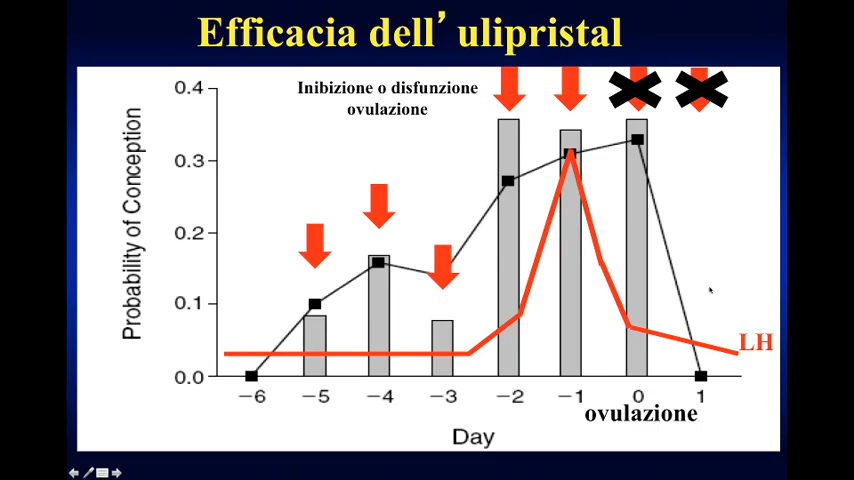 Efficacia dell’ ulipristal
Inibizione o disfunzione
ovulazione
0.4
0.3
0.2
0.1
0.0
Probability of Conception
−6 −5 −4 −3 −2 −1 0 1
ovulazione
LH
Day